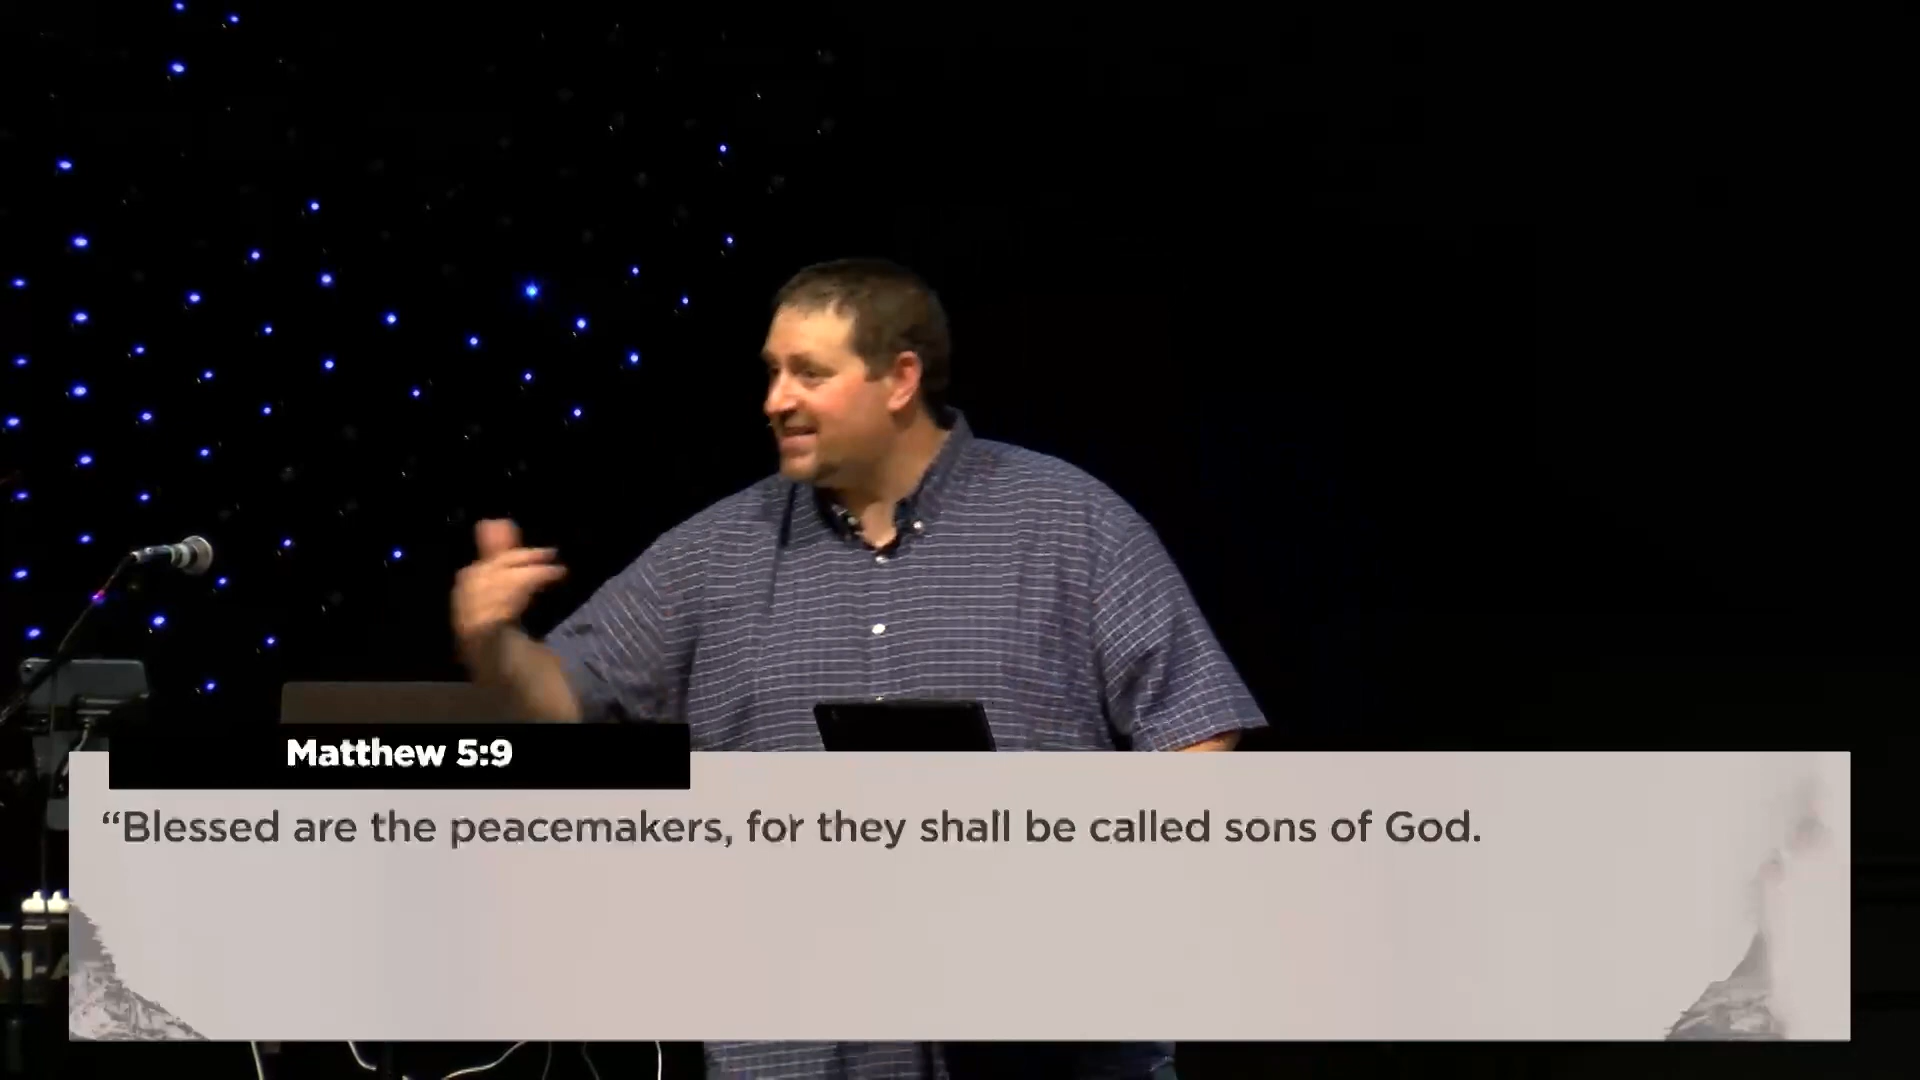 Matthew 5:9
“Blessed are the peacemakers, for they shall be called sons of God.